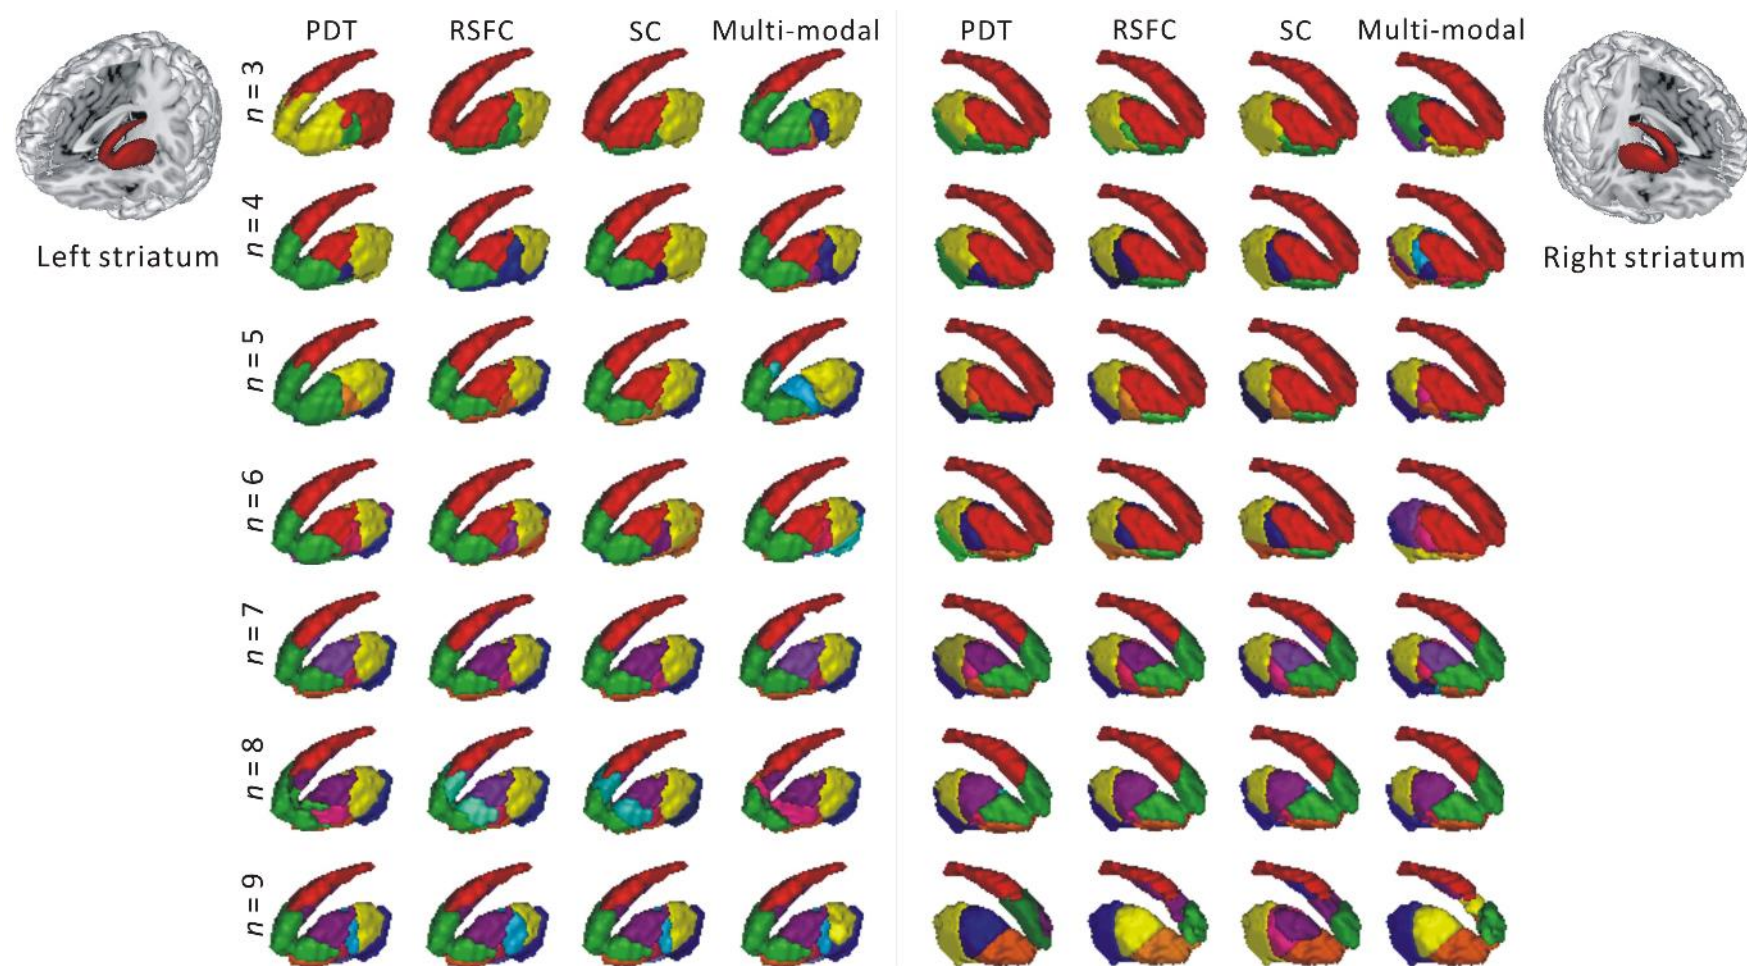 PDT RSFC SC Multi-modal PDT RSFC SC Multi-modal
n = 3
Left striatum
Right striatum
n = 4
n = 5
n = 6
n = 7
n = 8
n = 9